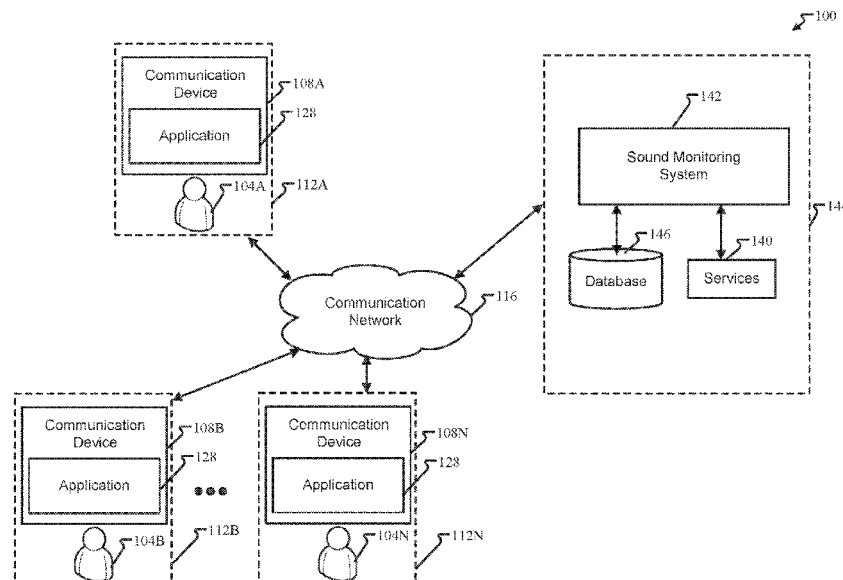 100
Communication
Device
108A
128
Application
104A
112A
142
Sound Monitoring
System
146
140
Database
Services
Communication
Network
116
Communication
Device
108B
128
Application
104B
112B
Communication
Device
108N
128
Application
104N
112N